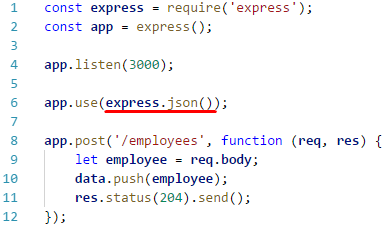 1 const express = require('express');
2 const app = express();
3
4 app.listen(3000);
5
6 app.use(express.json());
7
8 app.post('/employees', function (req, res) {
9     let employee = req.body;
10     data.push(employee);
11     res.status(204).send();
12 });